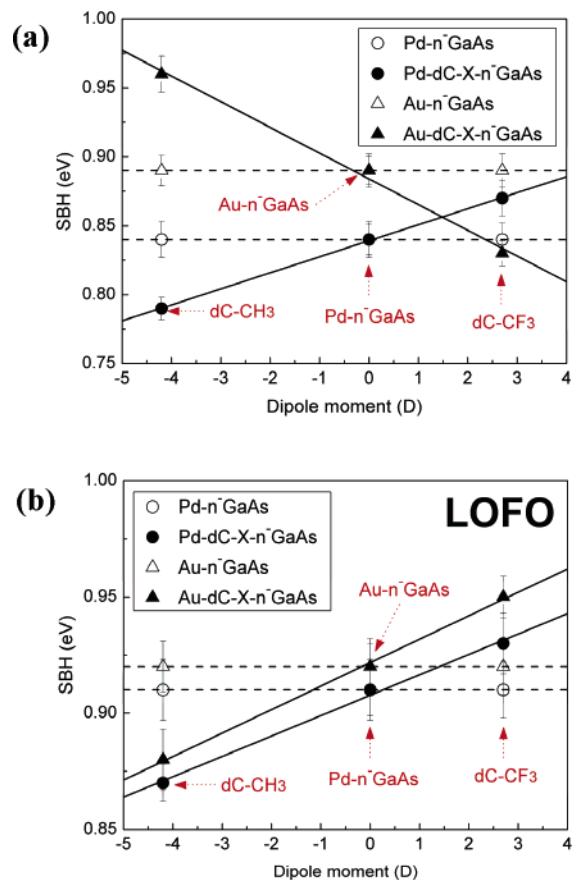 (a)
1.00
0.95
0.90
0.85
0.80
0.75
SBH (eV)
Pd-n⁻GaAs
Pd-dC-X-n⁻GaAs
Au-n⁻GaAs
Au-dC-X-n⁻GaAs
Au-n⁻GaAs
dC-CH3
Pd-n⁻GaAs
dC-CF3
-5 -4 -3 -2 -1 0 1 2 3 4
Dipole moment (D)
(b)
1.00
0.95
0.90
0.85
SBH (eV)
Pd-n⁻GaAs
Pd-dC-X-n⁻GaAs
Au-n⁻GaAs
Au-dC-X-n⁻GaAs
LOFO
Au-n⁻GaAs
dC-CH3
Pd-n⁻GaAs
dC-CF3
-5 -4 -3 -2 -1 0 1 2 3 4
Dipole moment (D)